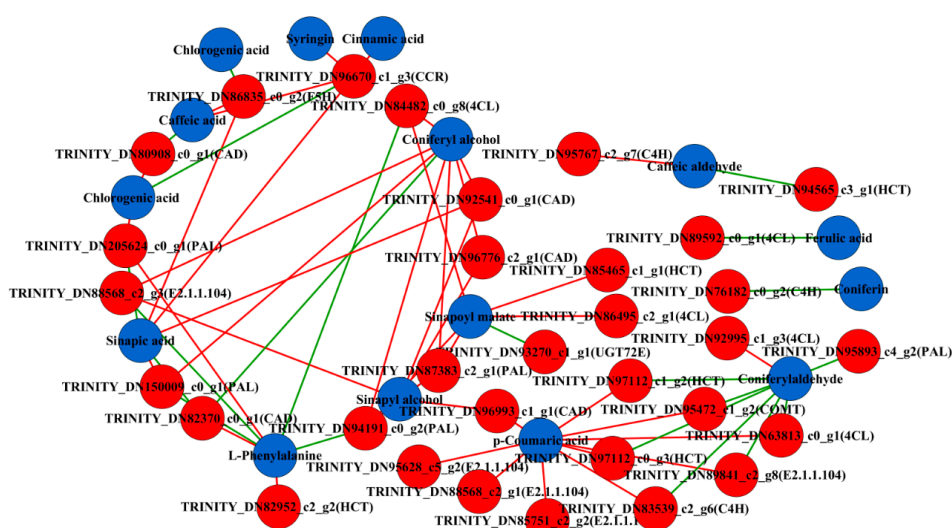 Syringin
Cinnamic acid
Chlorogenic acid
TRINITY_DN96670_c1_g3(CCR)
TRINITY_DN86835_c0_g2(F5H)
TRINITY_DN84482_c0_g8(4CL)
Caffeic acid
Coniferyl alcohol
TRINITY_DN80908_c0_g1(CAD)
TRINITY_DN95767_c2_g7(C4H)
Caffeic aldehyde
TRINITY_DN94565_c3_g1(HCT)
Chlorogenic acid
TRINITY_DN92541_c0_g1(CAD)
TRINITY_DN205624_c0_g1(PAL)
TRINITY_DN89592_c0_g1(4CL)
Ferulic acid
TRINITY_DN96776_c2_g1(CAD)
TRINITY_DN85465_c1_g1(HCT)
TRINITY_DN88568_c2_g3(E2.1.1.104)
TRINITY_DN76182_c0_g2(C4H)
Coniferin
Sinapoyl malate
TRINITY_DN86495_c2_g1(4CL)
Sinapic acid
TRINITY_DN92995_c1_g3(4CL)
TRINITY_DN93270_c1_g1(UGT72E)
TRINITY_DN95893_c4_g2(PAL)
TRINITY_DN87383_c2_g1(PAL)
Coniferylaldehyde
TRINITY_DN97112_c1_g2(HCT)
TRINITY_DN150009_c0_g1(PAL)
Sinapyl alcohol
TRINITY_DN96993_c1_g1(CAD)
TRINITY_DN95472_c1_g2(COMT)
TRINITY_DN82370_c0_g1(CAD)
TRINITY_DN94191_c0_g2(PAL)
p-Coumaric acid
TRINITY_DN63813_c0_g1(4CL)
L-Phenylalanine
TRINITY_DN97112_c0_g3(HCT)
TRINITY_DN95628_c5_g2(E2.1.1.104)
TRINITY_DN89841_c2_g8(E2.1.1.104)
TRINITY_DN88568_c2_g1(E2.1.1.104)
TRINITY_DN82952_c2_g2(HCT)
TRINITY_DN83539_c2_g6(C4H)
TRINITY_DN85751_c2_g2(E2.1.1.1